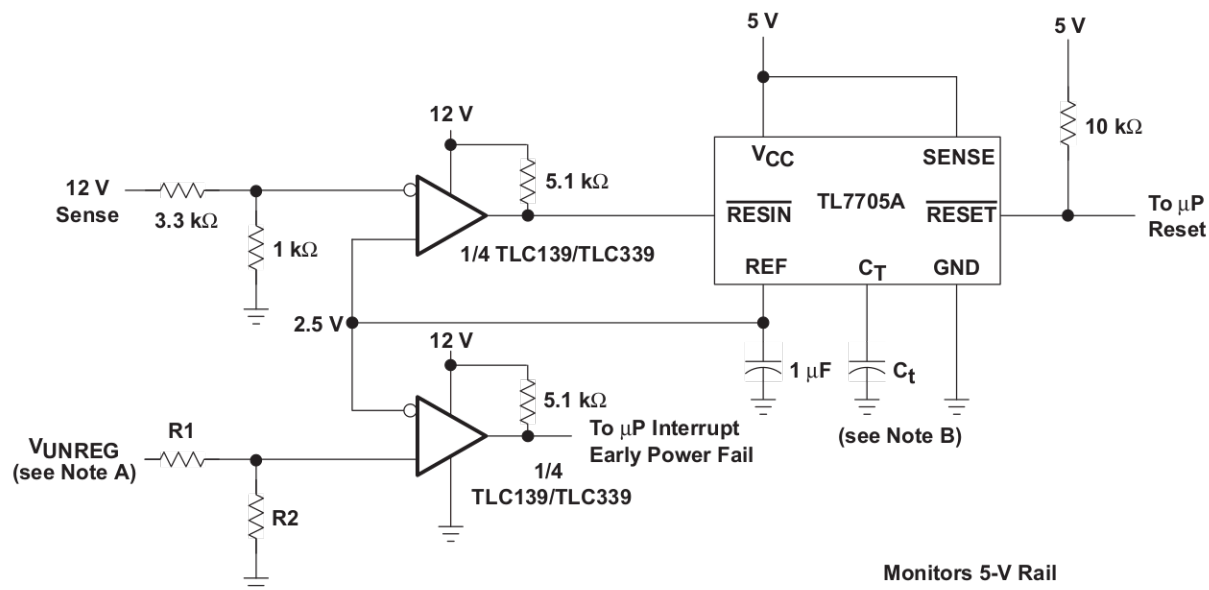 5 V
5 V
12 V
10 kΩ
VCC
SENSE
5.1 kΩ
12 V
Sense
3.3 kΩ
RESIN
TL7705A
RESET
To μP
Reset
1 kΩ
1/4 TLC139/TLC339
REF
CT
GND
2.5 V
12 V
1 μF
Ct
5.1 kΩ
(see Note B)
R1
To μP Interrupt
Early Power Fail
VUNREG
(see Note A)
1/4
TLC139/TLC339
R2
Monitors 5-V Rail